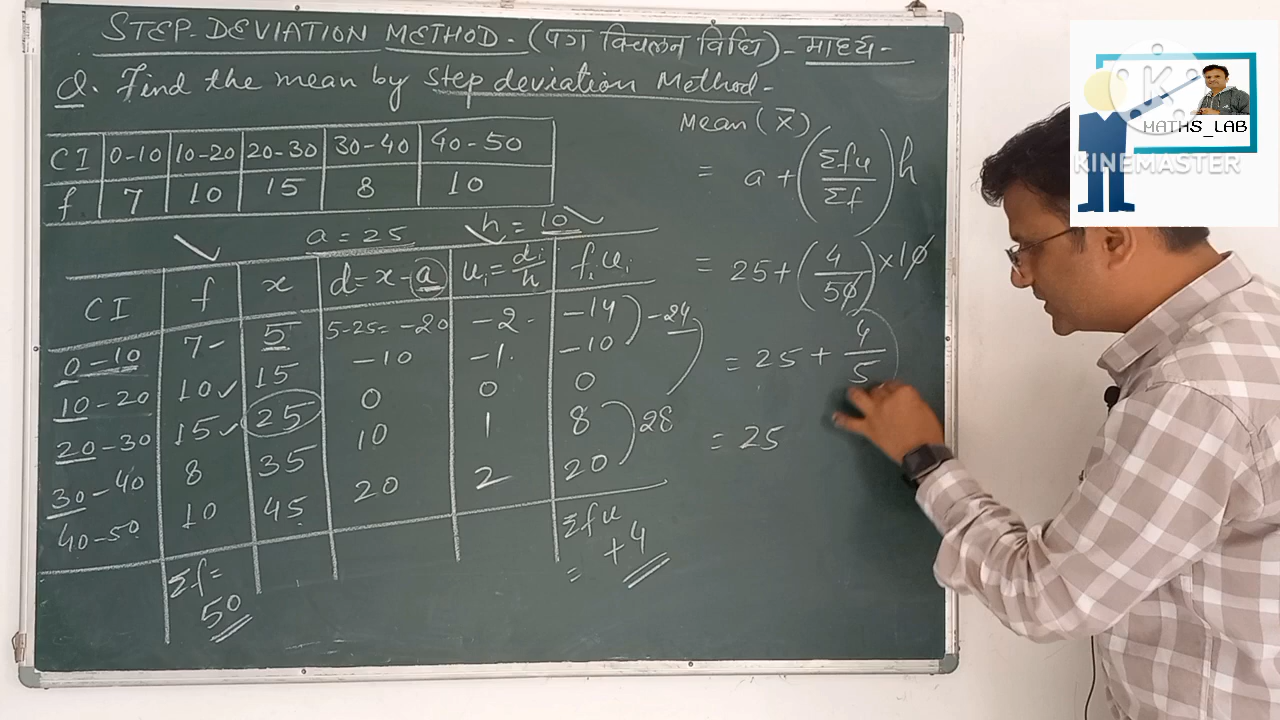 STEP-DEVIATION METHOD - (पग विचलन विधि) - माध्य -
Q. Find the mean by Step deviation Method -
CI 0-10 10-20 20-30 30-40 40-50
f 7 10 15 8 10
a = 25 h = 10
CI f x d=x-a uᵢ=dᵢ/h fᵢuᵢ
0-10 7 5 5-25=-20 -2 -14
10-20 10 15 -10 -1 -10
20-30 15 25 0 0 0
30-40 8 35 10 1 8
40-50 10 45 20 2 20
-24
28
Σf= 50
Σfu = +4
Mean (x̄)
= a + (Σfu/Σf) h
= 25 + (4/50) × 10
= 25 + 4/5
= 25
K
MATHS_LAB
KINEMASTER